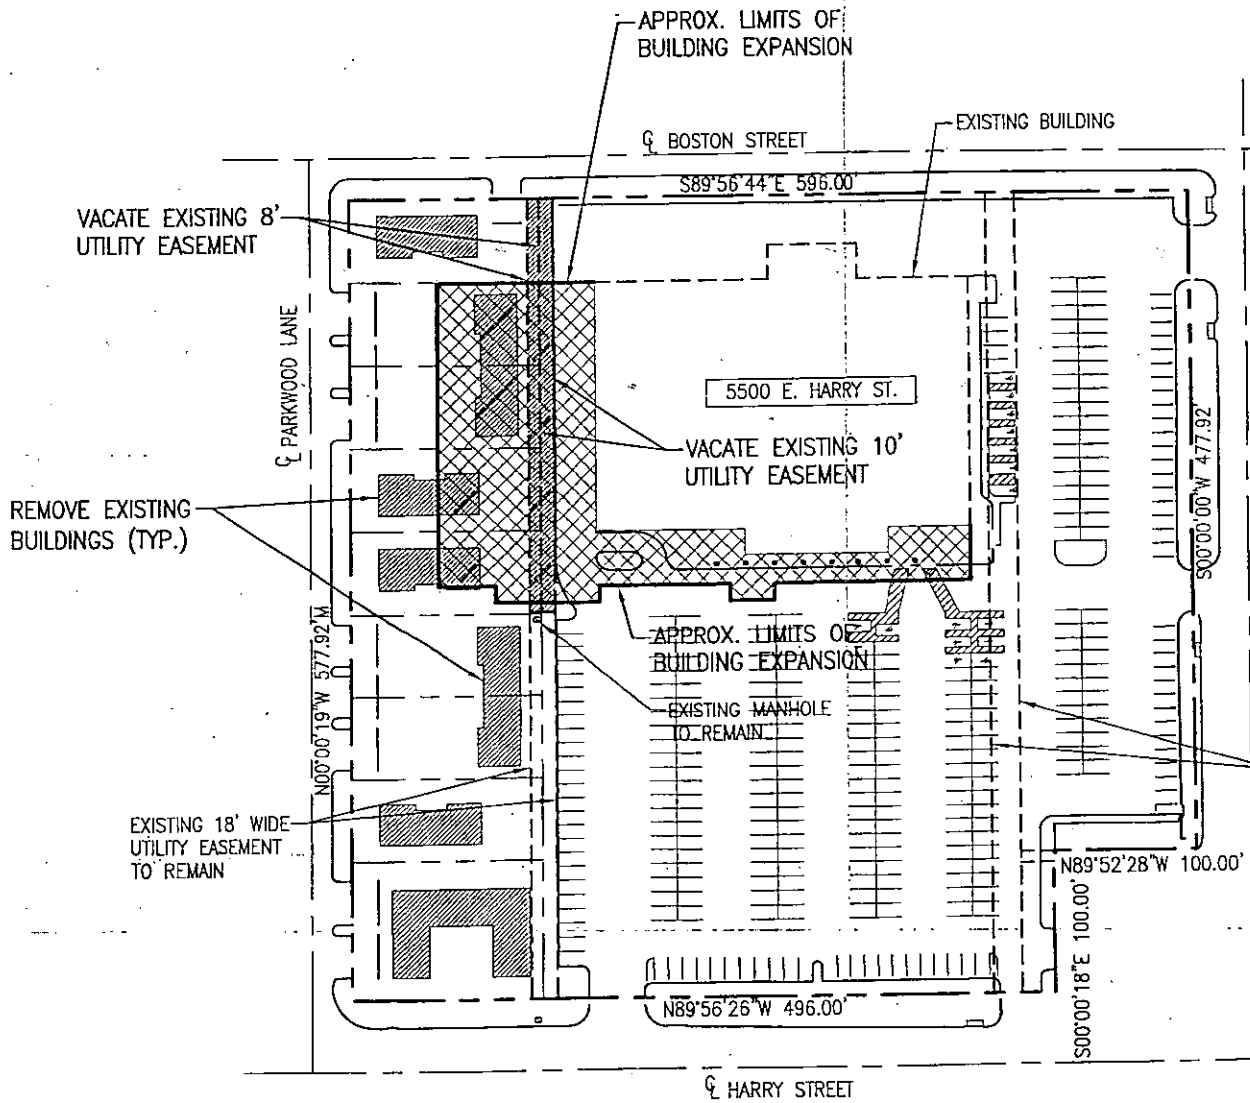 APPROX. LIMITS OF
BUILDING EXPANSION
EXISTING BUILDING
℄ BOSTON STREET
S89°56'44"E 596.00'
VACATE EXISTING 8'
UTILITY EASEMENT
℄ PARKWOOD LANE
5500 E. HARRY ST.
VACATE EXISTING 10'
UTILITY EASEMENT
S00°00'00"W 477.92'
REMOVE EXISTING
BUILDINGS (TYP.)
APPROX. LIMITS OF
BUILDING EXPANSION
N00°00'19"W 577.92'M
EXISTING MANHOLE
TO REMAIN
EXISTING 18' WIDE
UTILITY EASEMENT
TO REMAIN
N89°52'28"W 100.00'
S00°00'18"E 100.00'
N89°56'26"W 496.00'
℄ HARRY STREET